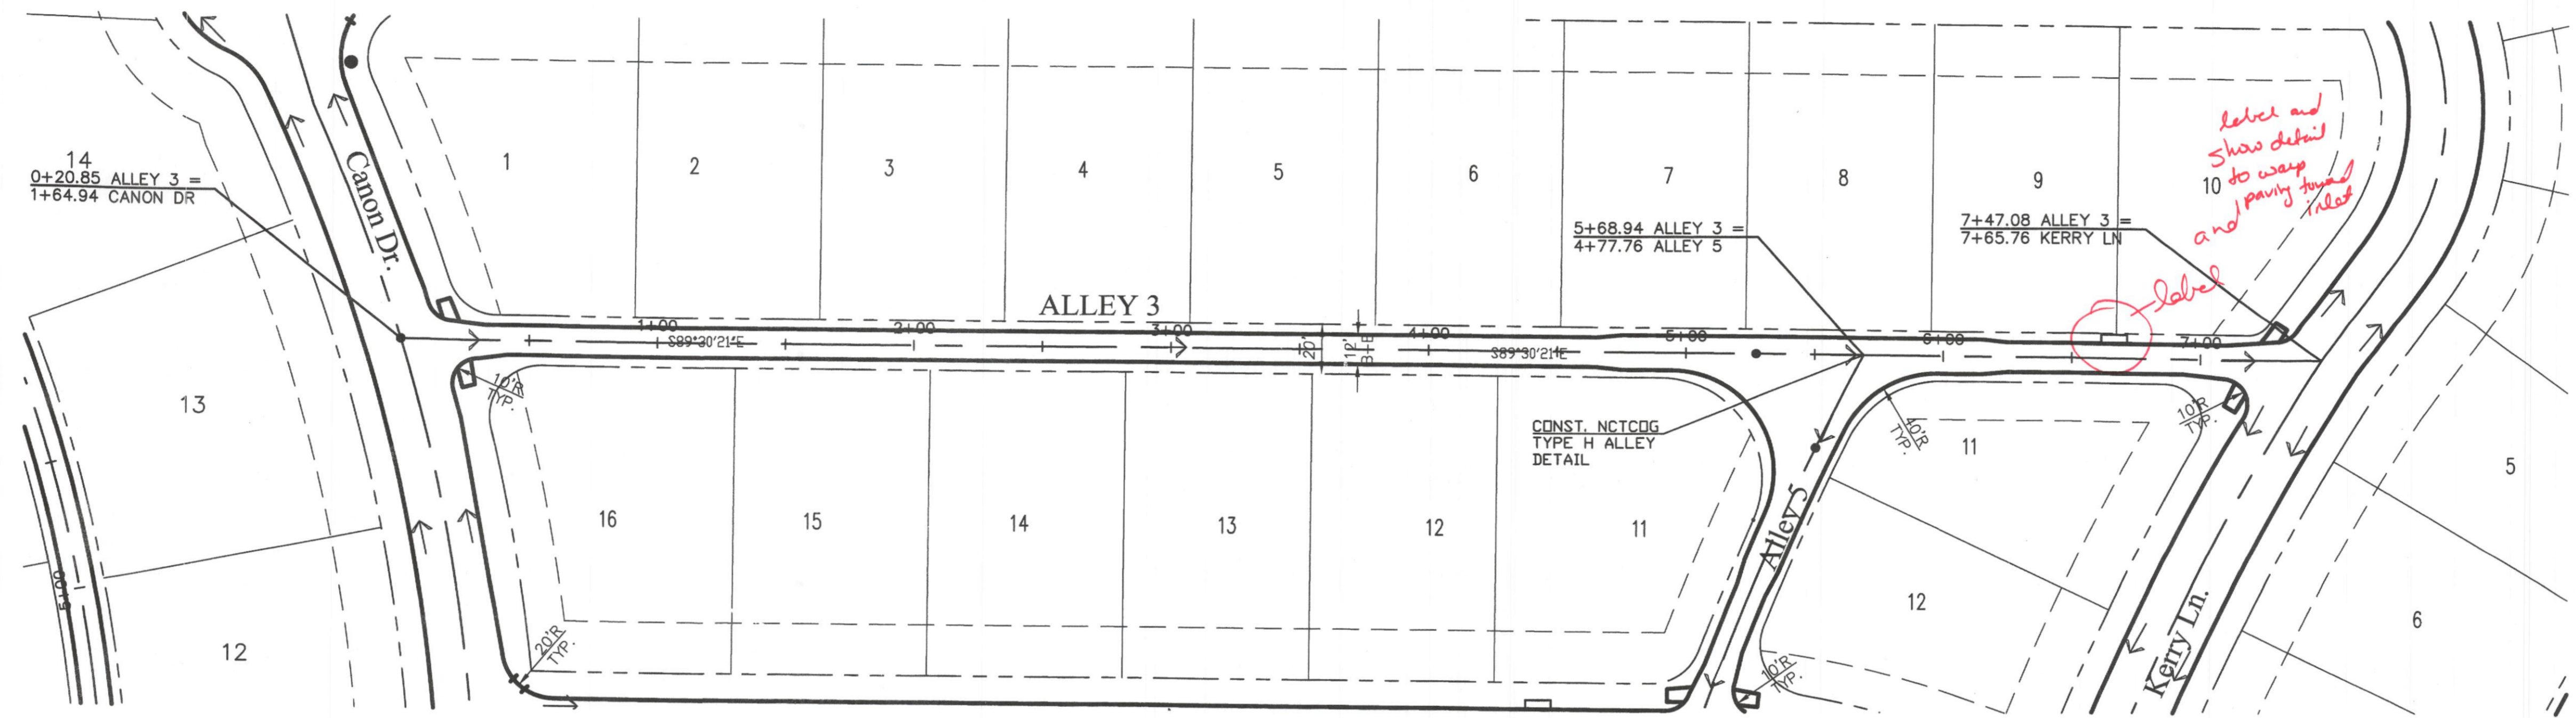 14
0+20.85 ALLEY 3 =
1+64.94 CANON DR
Canon Dr.
1
2
3
4
5
6
7
8
9
10
label and
show detail
to warp
paving toward
and inlet
label
5+68.94 ALLEY 3 =
4+77.76 ALLEY 5
7+47.08 ALLEY 3 =
7+65.76 KERRY LN
ALLEY 3
1+00
2+00
3+00
4+00
5+00
6+00
7+00
S89°30'21"E
20'
12'
B-B
S89°30'21"E
10'R
TYP.
13
CONST. NCTCOG
TYPE H ALLEY
DETAIL
40'R
TYP.
10'R
TYP.
11
5
16
15
14
13
12
11
Alley 5
12
6
5+00
12
20'R
TYP.
10'R
TYP.
Kerry Ln.